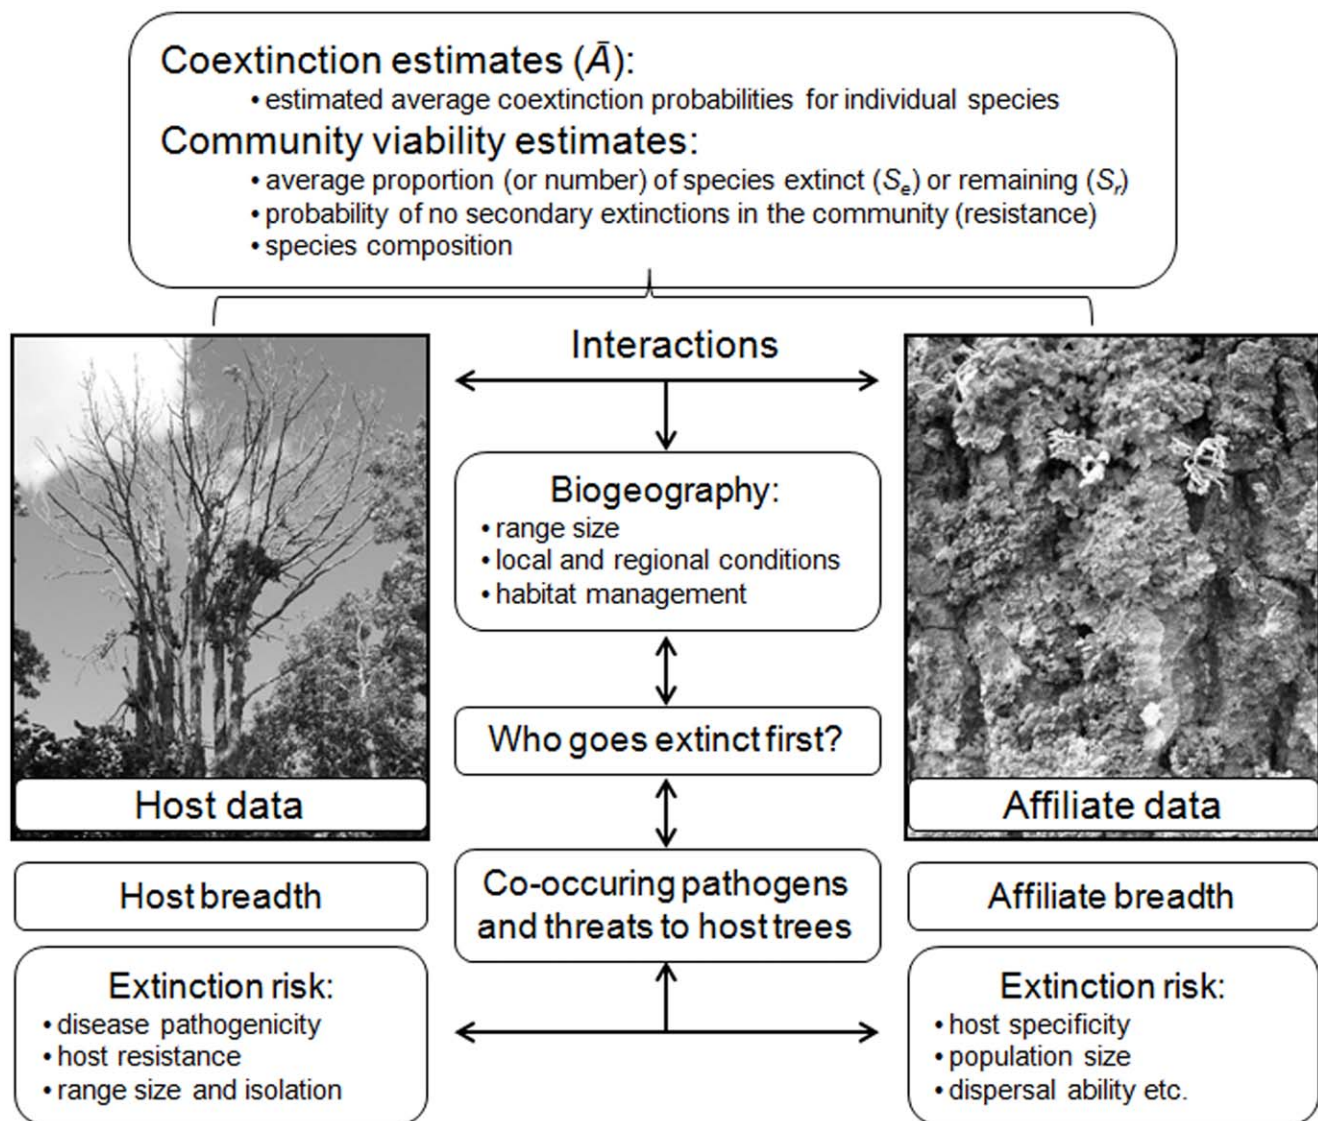 Coextinction estimates (Ā):
• estimated average coextinction probabilities for individual species
Community viability estimates:
• average proportion (or number) of species extinct (Se) or remaining (Sr)
• probability of no secondary extinctions in the community (resistance)
• species composition
Interactions
Biogeography:
• range size
• local and regional conditions
• habitat management
Who goes extinct first?
Co-occuring pathogens
and threats to host trees
Host data
Host breadth
Extinction risk:
• disease pathogenicity
• host resistance
• range size and isolation
Affiliate data
Affiliate breadth
Extinction risk:
• host specificity
• population size
• dispersal ability etc.